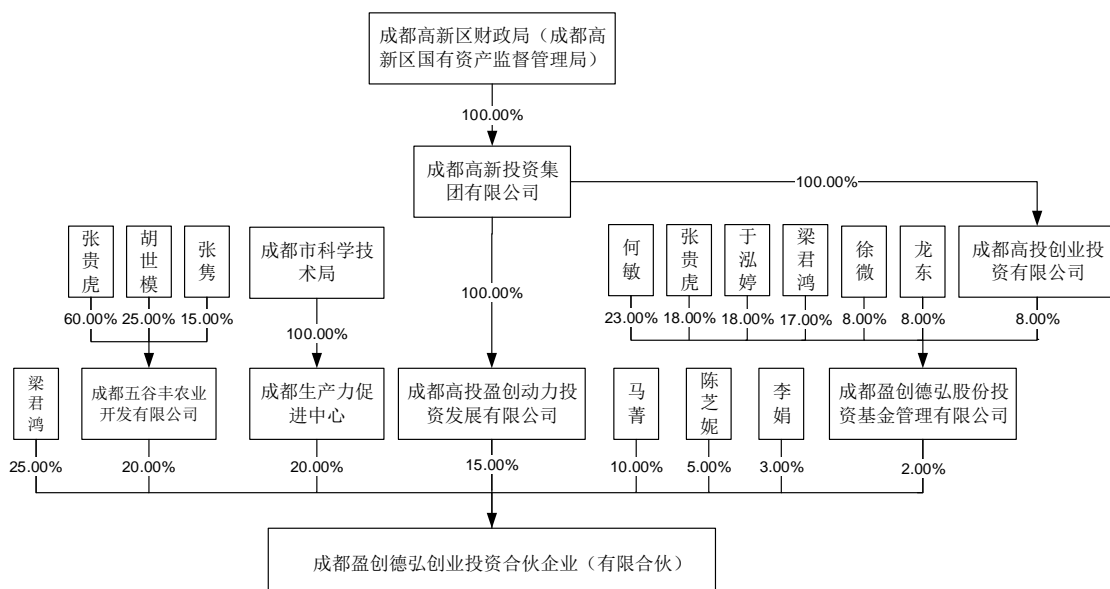 成都高新区财政局（成都高
新区国有资产监督管理局）
100.00%
成都高新投资集
团有限公司
100.00%
张贵虎
胡世模
张隽
成都市科学技
术局
100.00%
何敏
张贵虎
于泓婷
梁君鸿
徐微
龙东
成都高投创业投
资有限公司
60.00%
25.00%
15.00%
100.00%
23.00%
18.00%
18.00%
17.00%
8.00%
8.00%
8.00%
梁君鸿
成都五谷丰农业
开发有限公司
成都生产力促
进中心
成都高投盈创动力投
资发展有限公司
马菁
陈芝妮
李娟
成都盈创德弘股份投
资基金管理有限公司
25.00%
20.00%
20.00%
15.00%
10.00%
5.00%
3.00%
2.00%
成都盈创德弘创业投资合伙企业（有限合伙）